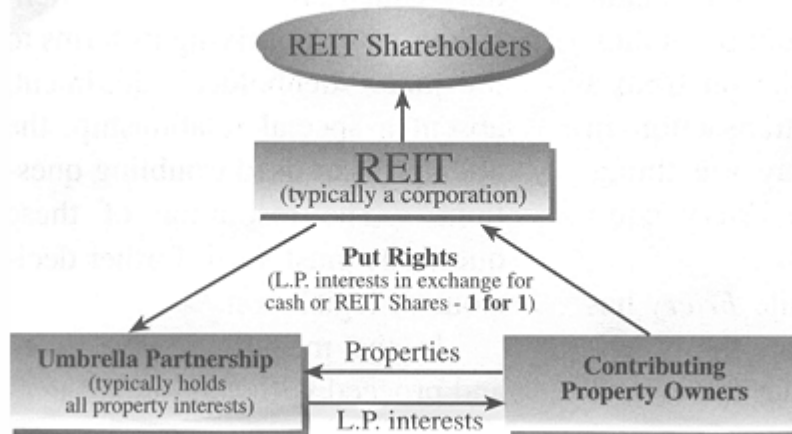 REIT Shareholders
REIT
(typically a corporation)
Put Rights
(L.P. interests in exchange for
cash or REIT Shares - 1 for 1)
Umbrella Partnership
(typically holds
all property interests)
Properties
L.P. interests
Contributing
Property Owners